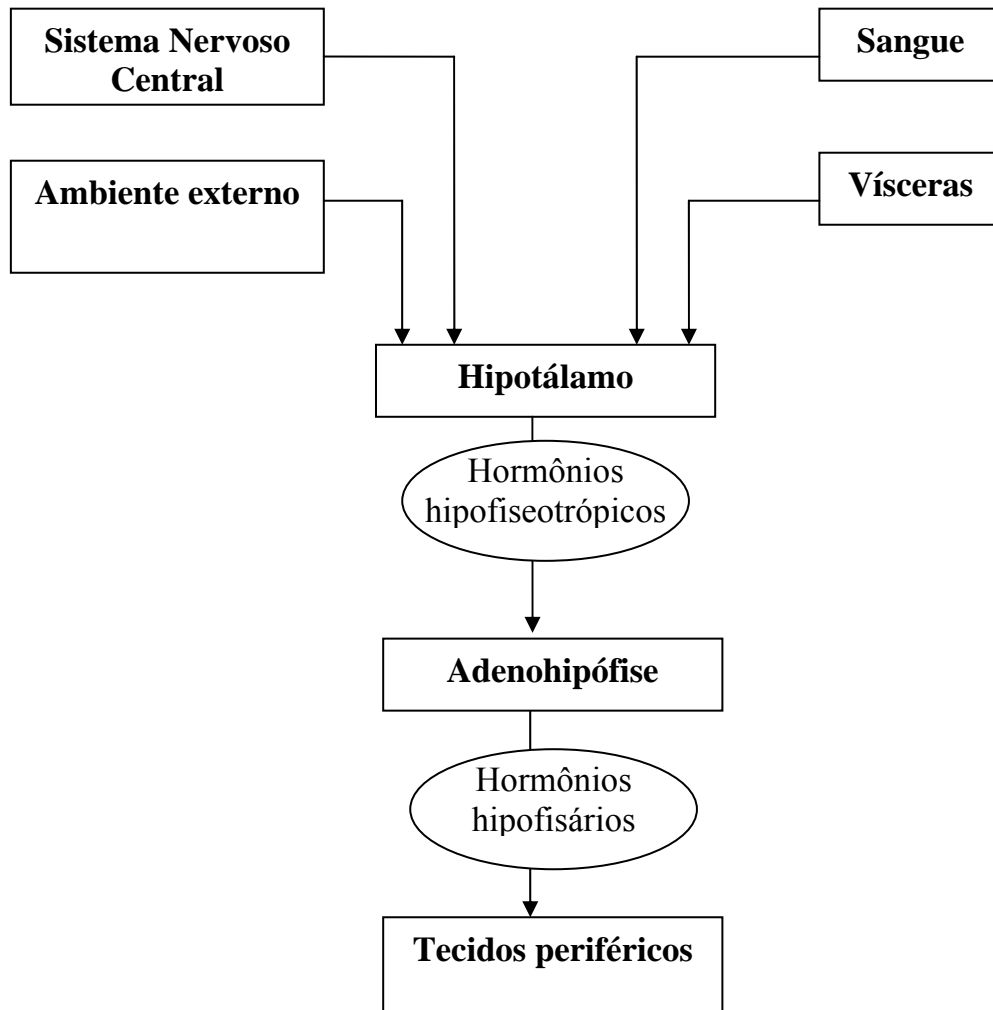 Sistema Nervoso
Central
Sangue
Ambiente externo
Vísceras
Hipotálamo
Hormônios
hipofiseotrópicos
Adenohipófise
Hormônios
hipofisários
Tecidos periféricos